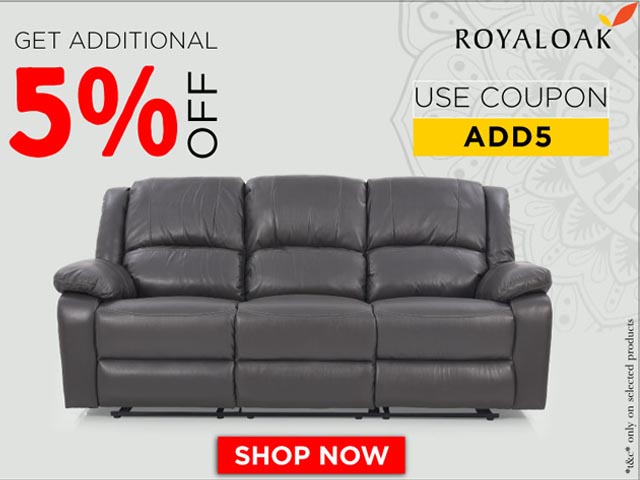 GET ADDITIONAL
5% OFF
ROYALOAK
USE COUPON
ADD5
SHOP NOW
*t&c* only on selected products